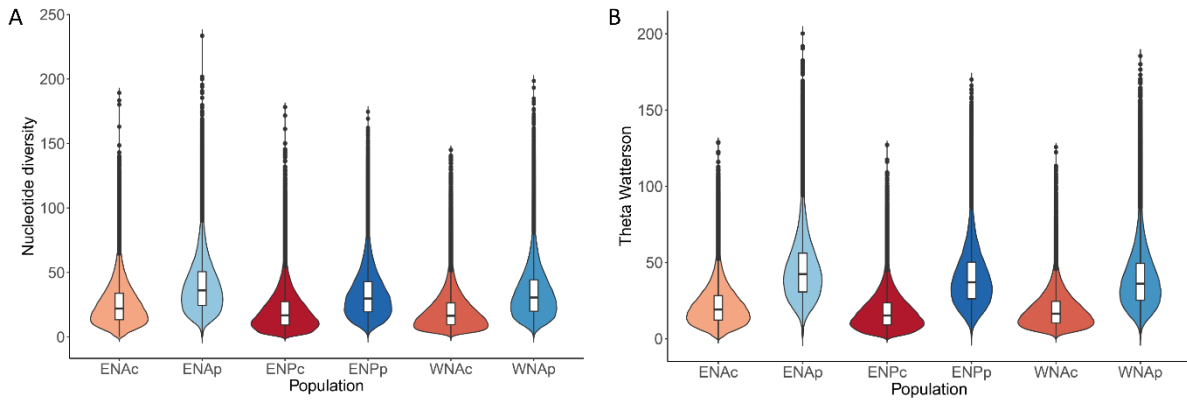 A
250
200
150
100
50
0
Nucleotide diversity
ENAc ENAp ENPc ENPp WNAc WNAp
Population
B
200
150
100
50
0
Theta Watterson
ENAc ENAp ENPc ENPp WNAc WNAp
Population